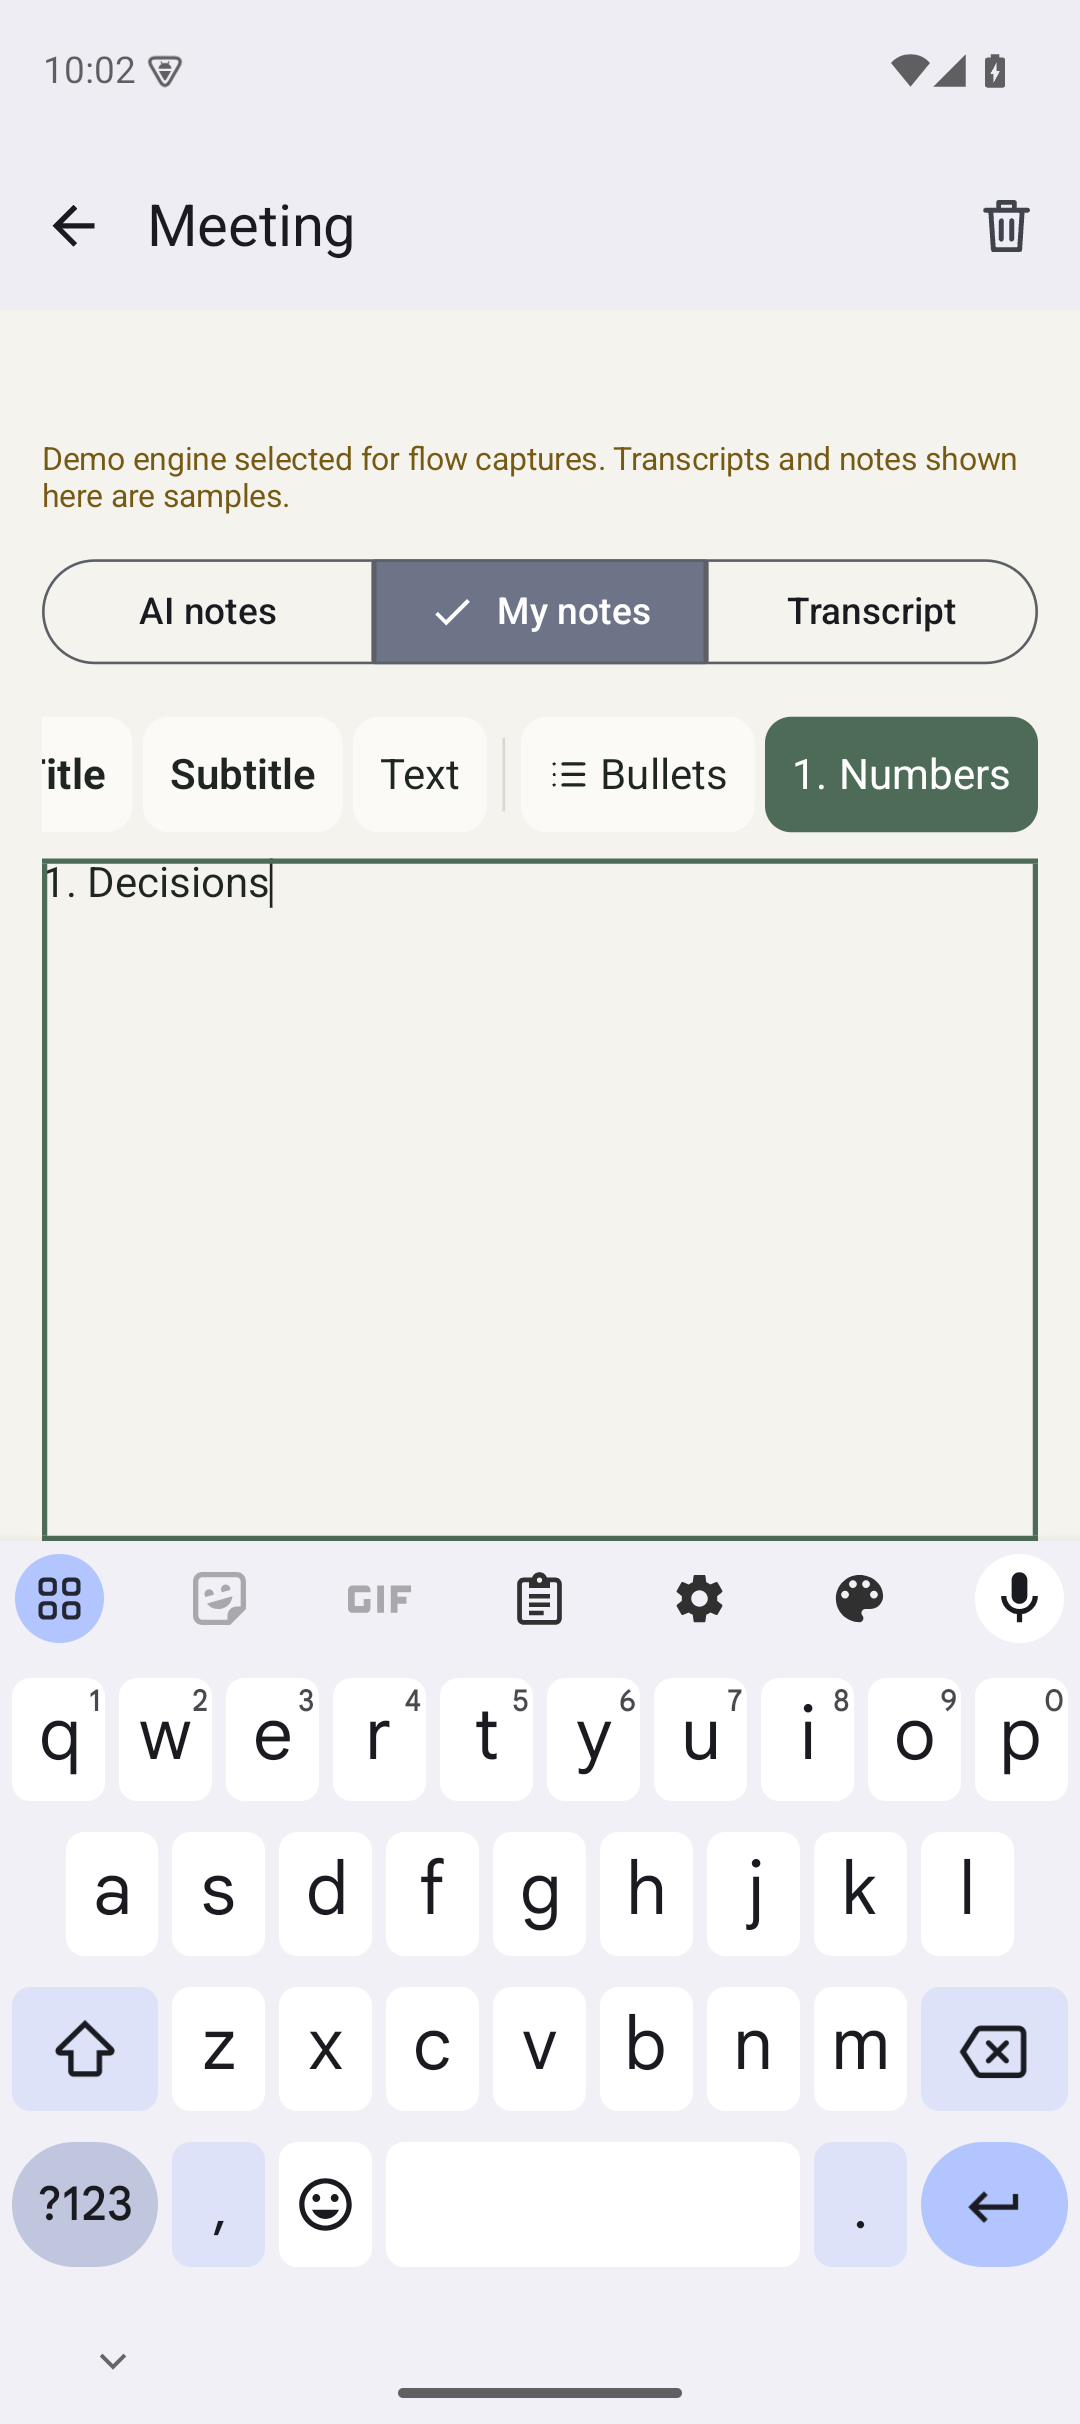 10:02
Meeting
Demo engine selected for flow captures. Transcripts and notes shown
here are samples.
AI notes
My notes
Transcript
itle
Subtitle
Text
Bullets
1. Numbers
1. Decisions
GIF
q 1 w 2 e 3 r 4 t 5 y 6 u 7 i 8 o 9 p 0
a s d f g h j k l
z x c v b n m
?123 , .